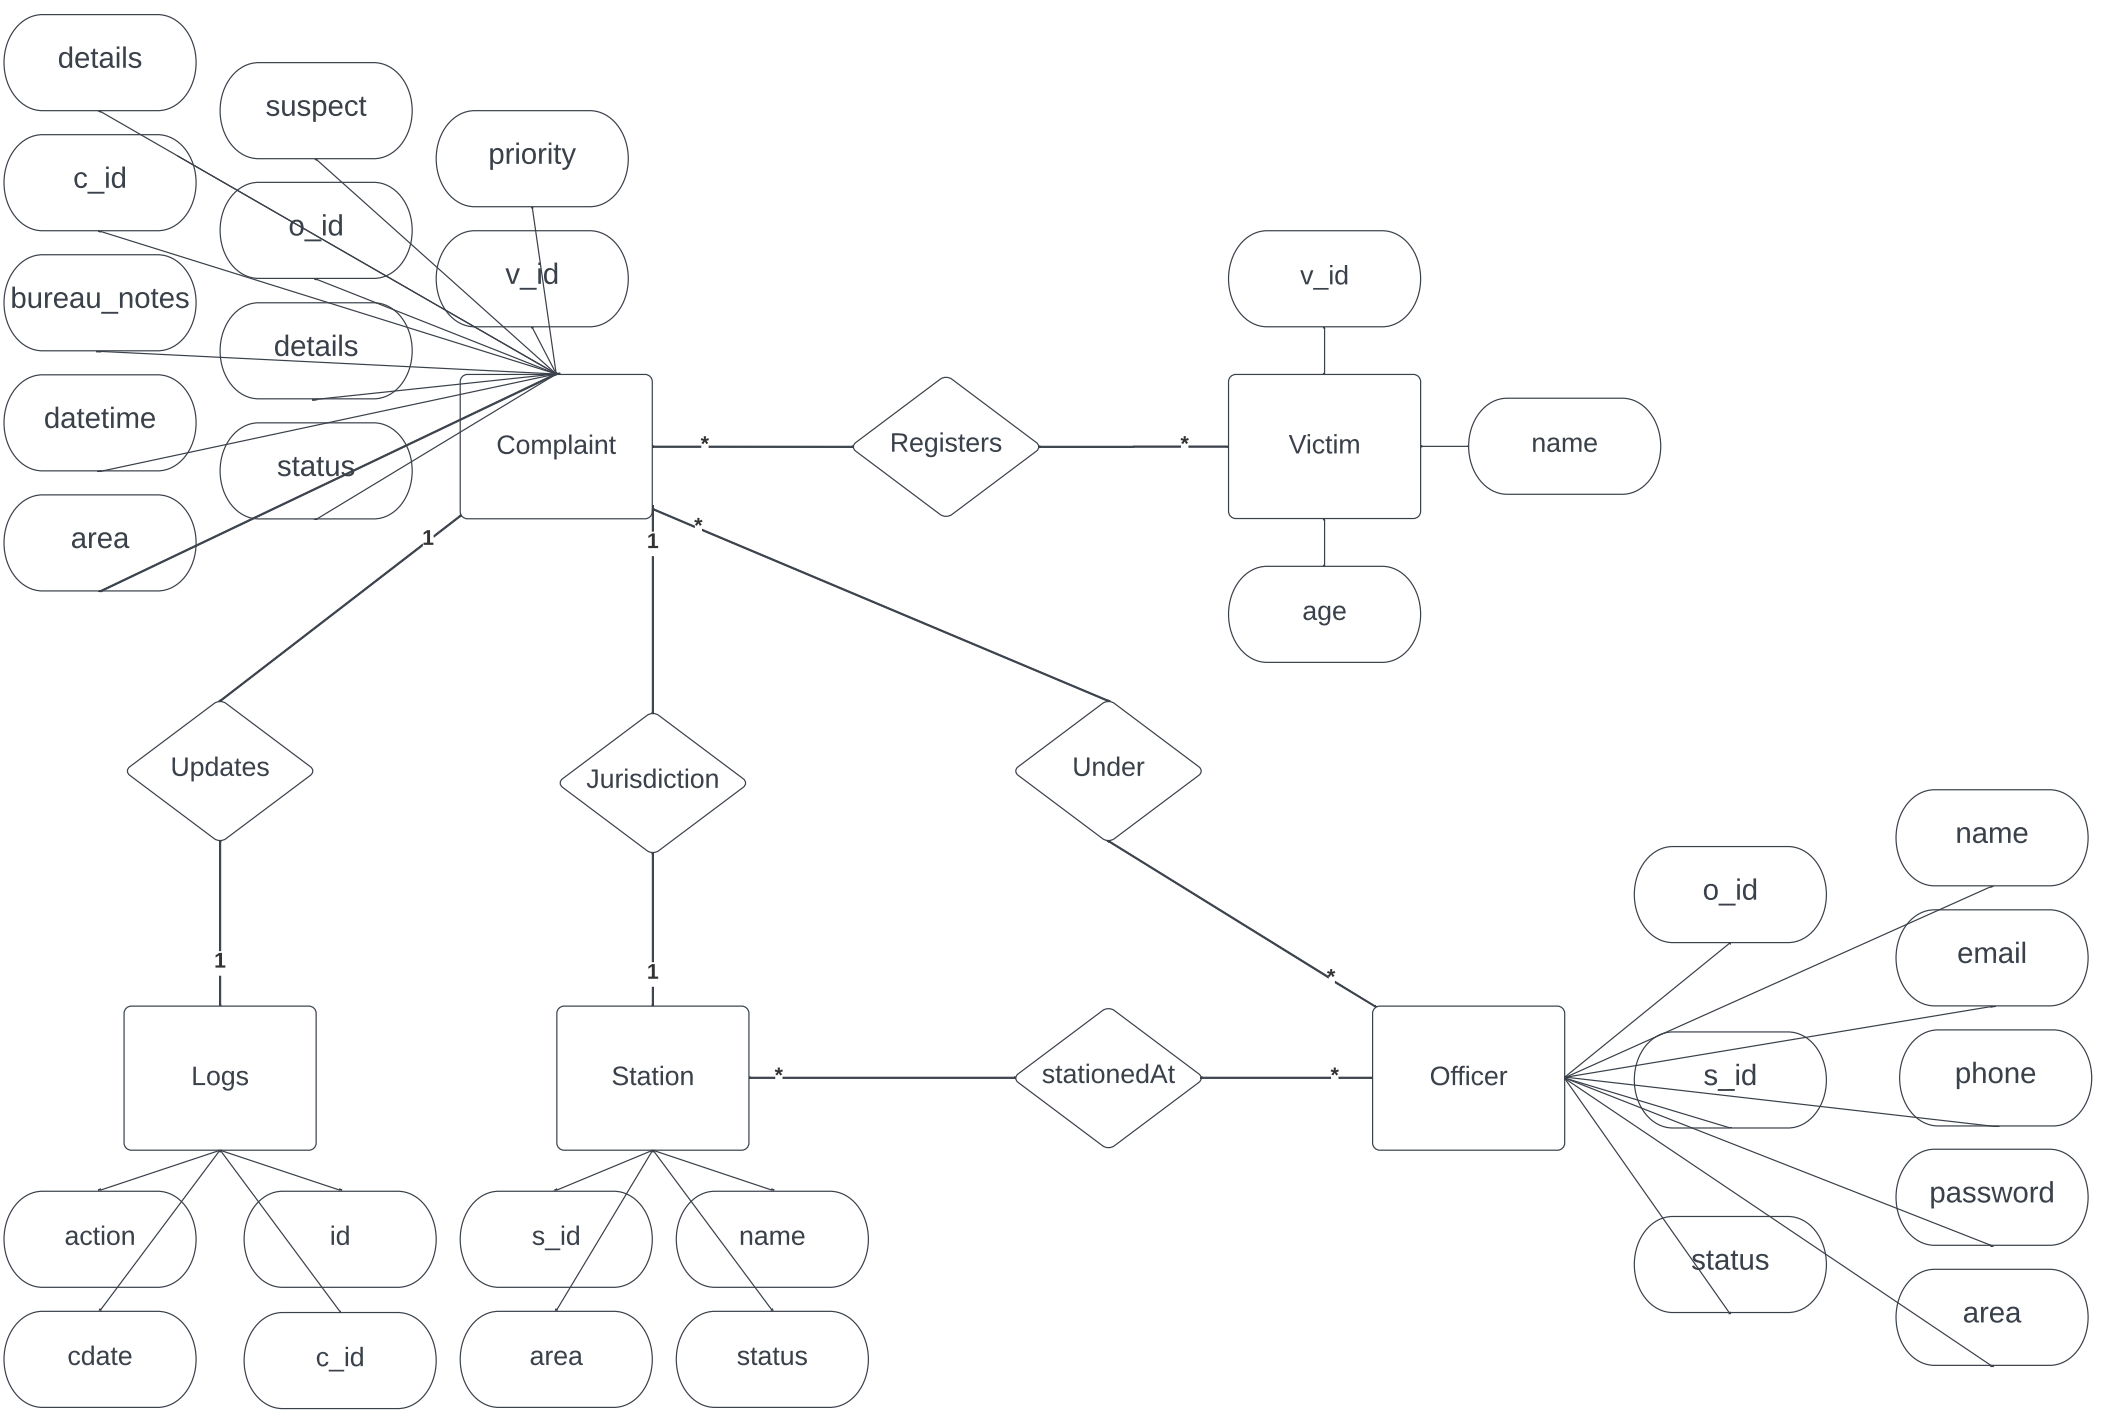 details
suspect
priority
c_id
o_id
v_id
v_id
bureau_notes
details
datetime
status
Complaint
*
Registers
*
Victim
name
area
1
1
*
age
Updates
Jurisdiction
Under
name
o_id
email
1
1
*
Logs
Station
*
stationedAt
*
Officer
s_id
phone
password
action
id
s_id
name
status
area
cdate
c_id
area
status